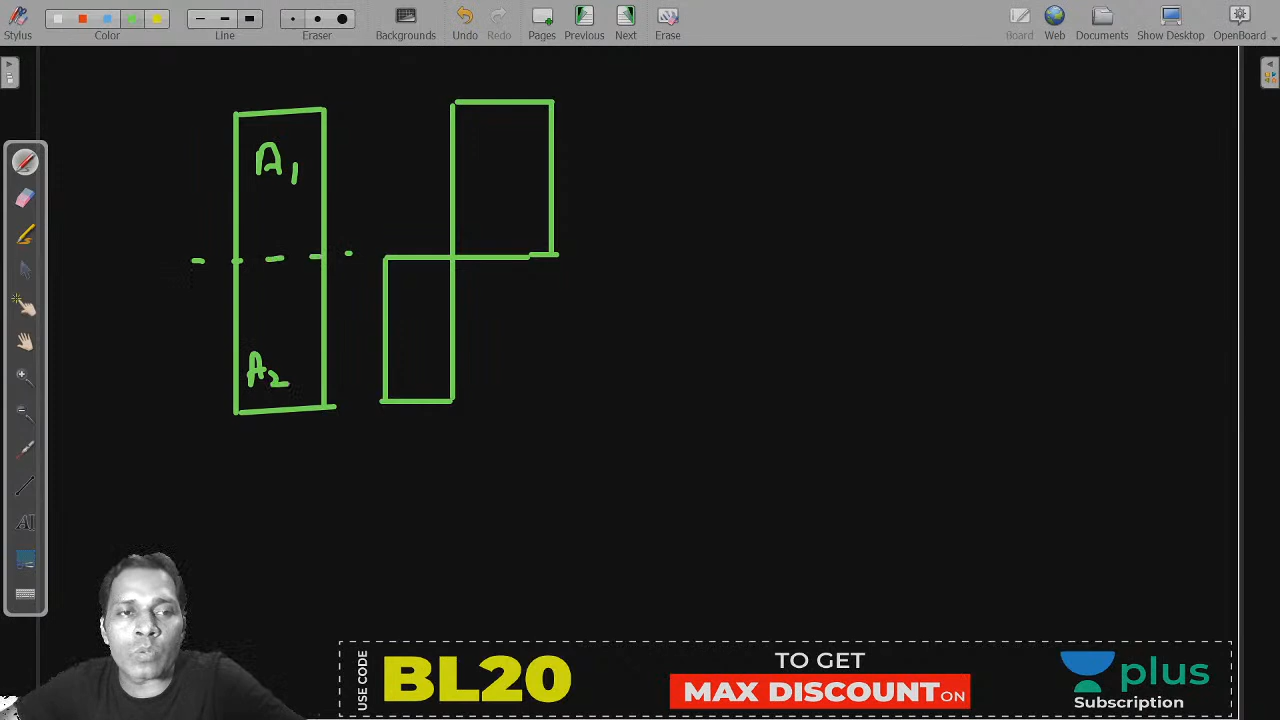 Stylus
Color
Line
Eraser
Backgrounds
Undo
Redo
Pages
Previous
Next
Erase
Board
Web
Documents
Show Desktop
OpenBoard
A1
A2
AI
USE CODE
BL20
TO GET
MAX DISCOUNT ON
plus
Subscription